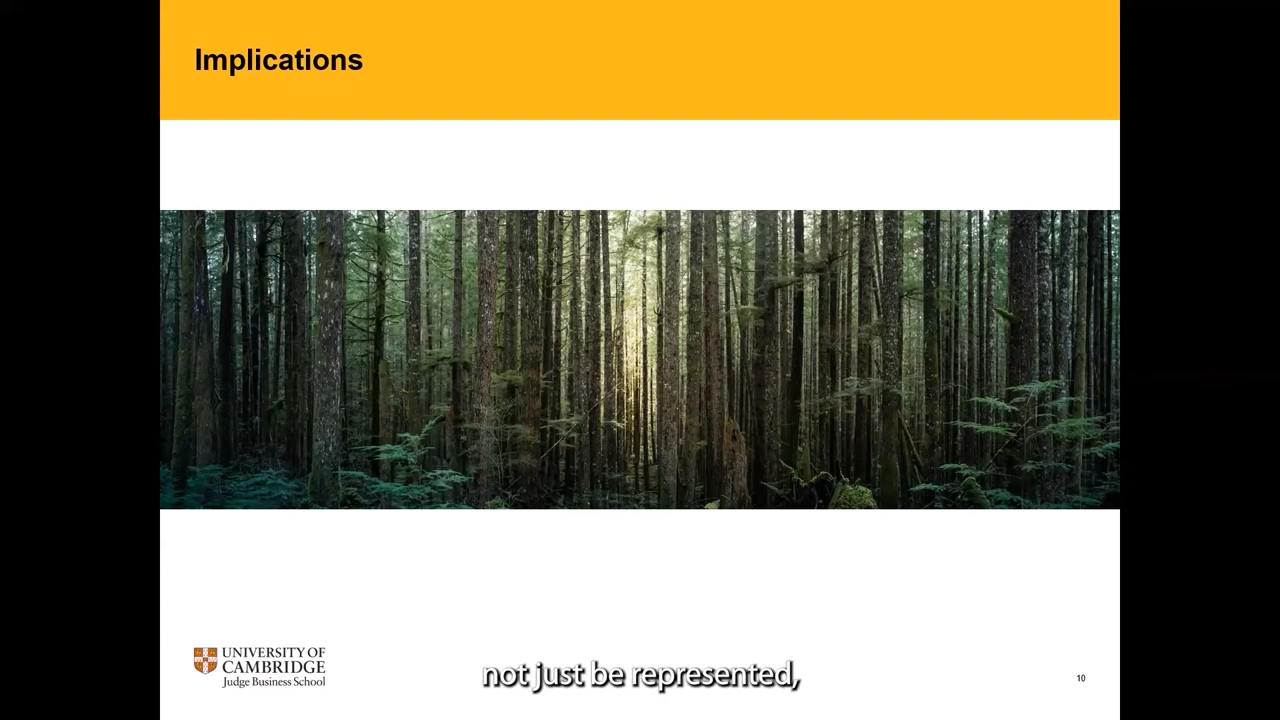 Implications
UNIVERSITY OF
CAMBRIDGE
Judge Business School
not just be represented,
10